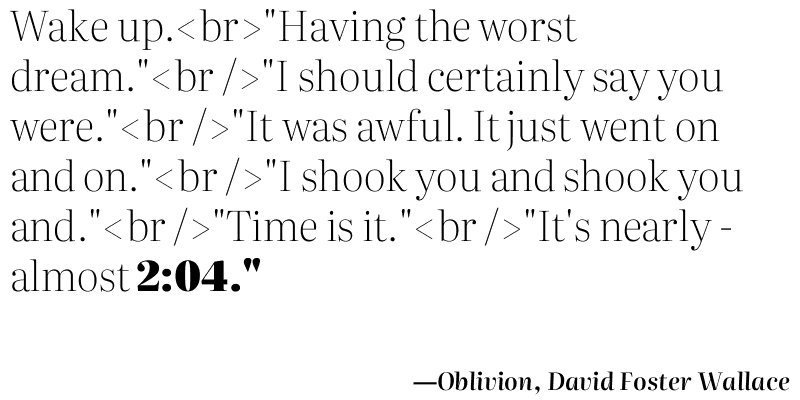 Wake up.<br>"Having the worst
dream."<br />"I should certainly say you
were."<br />"It was awful. It just went on
and on."<br />"I shook you and shook you
and."<br />"Time is it."<br />"It's nearly -
almost 2:04."
—Oblivion, David Foster Wallace